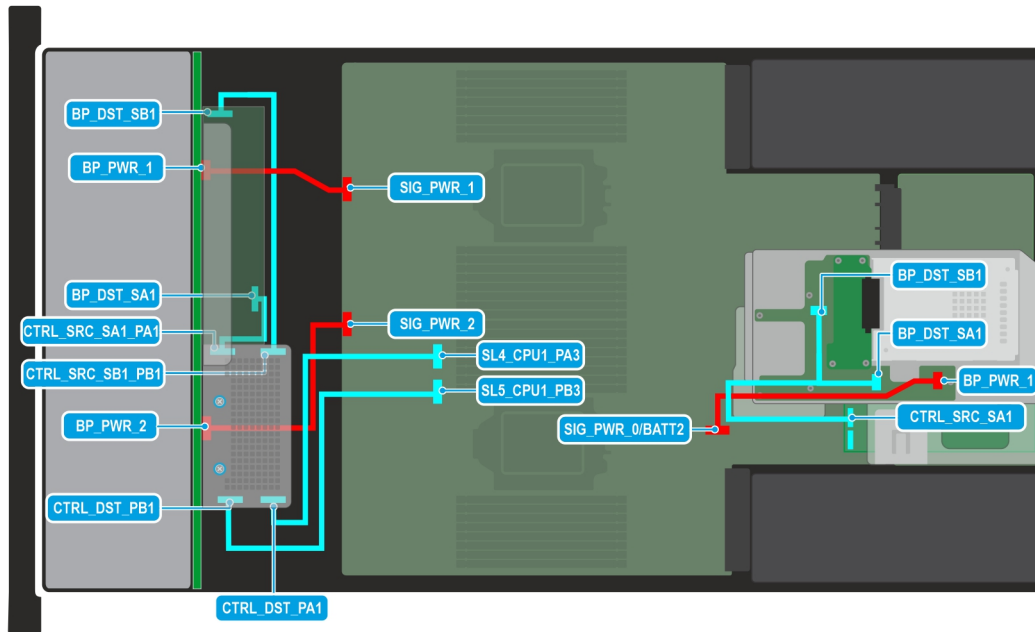 BP_DST_SB1
BP_PWR_1
SIG_PWR_1
BP_DST_SB1
BP_DST_SA1
CTRL_SRC_SA1_PA1
SIG_PWR_2
BP_DST_SA1
SL4_CPU1_PA3
CTRL_SRC_SB1_PB1
BP_PWR_1
SL5_CPU1_PB3
CTRL_SRC_SA1
BP_PWR_2
SIG_PWR_0/BATT2
CTRL_DST_PB1
CTRL_DST_PA1